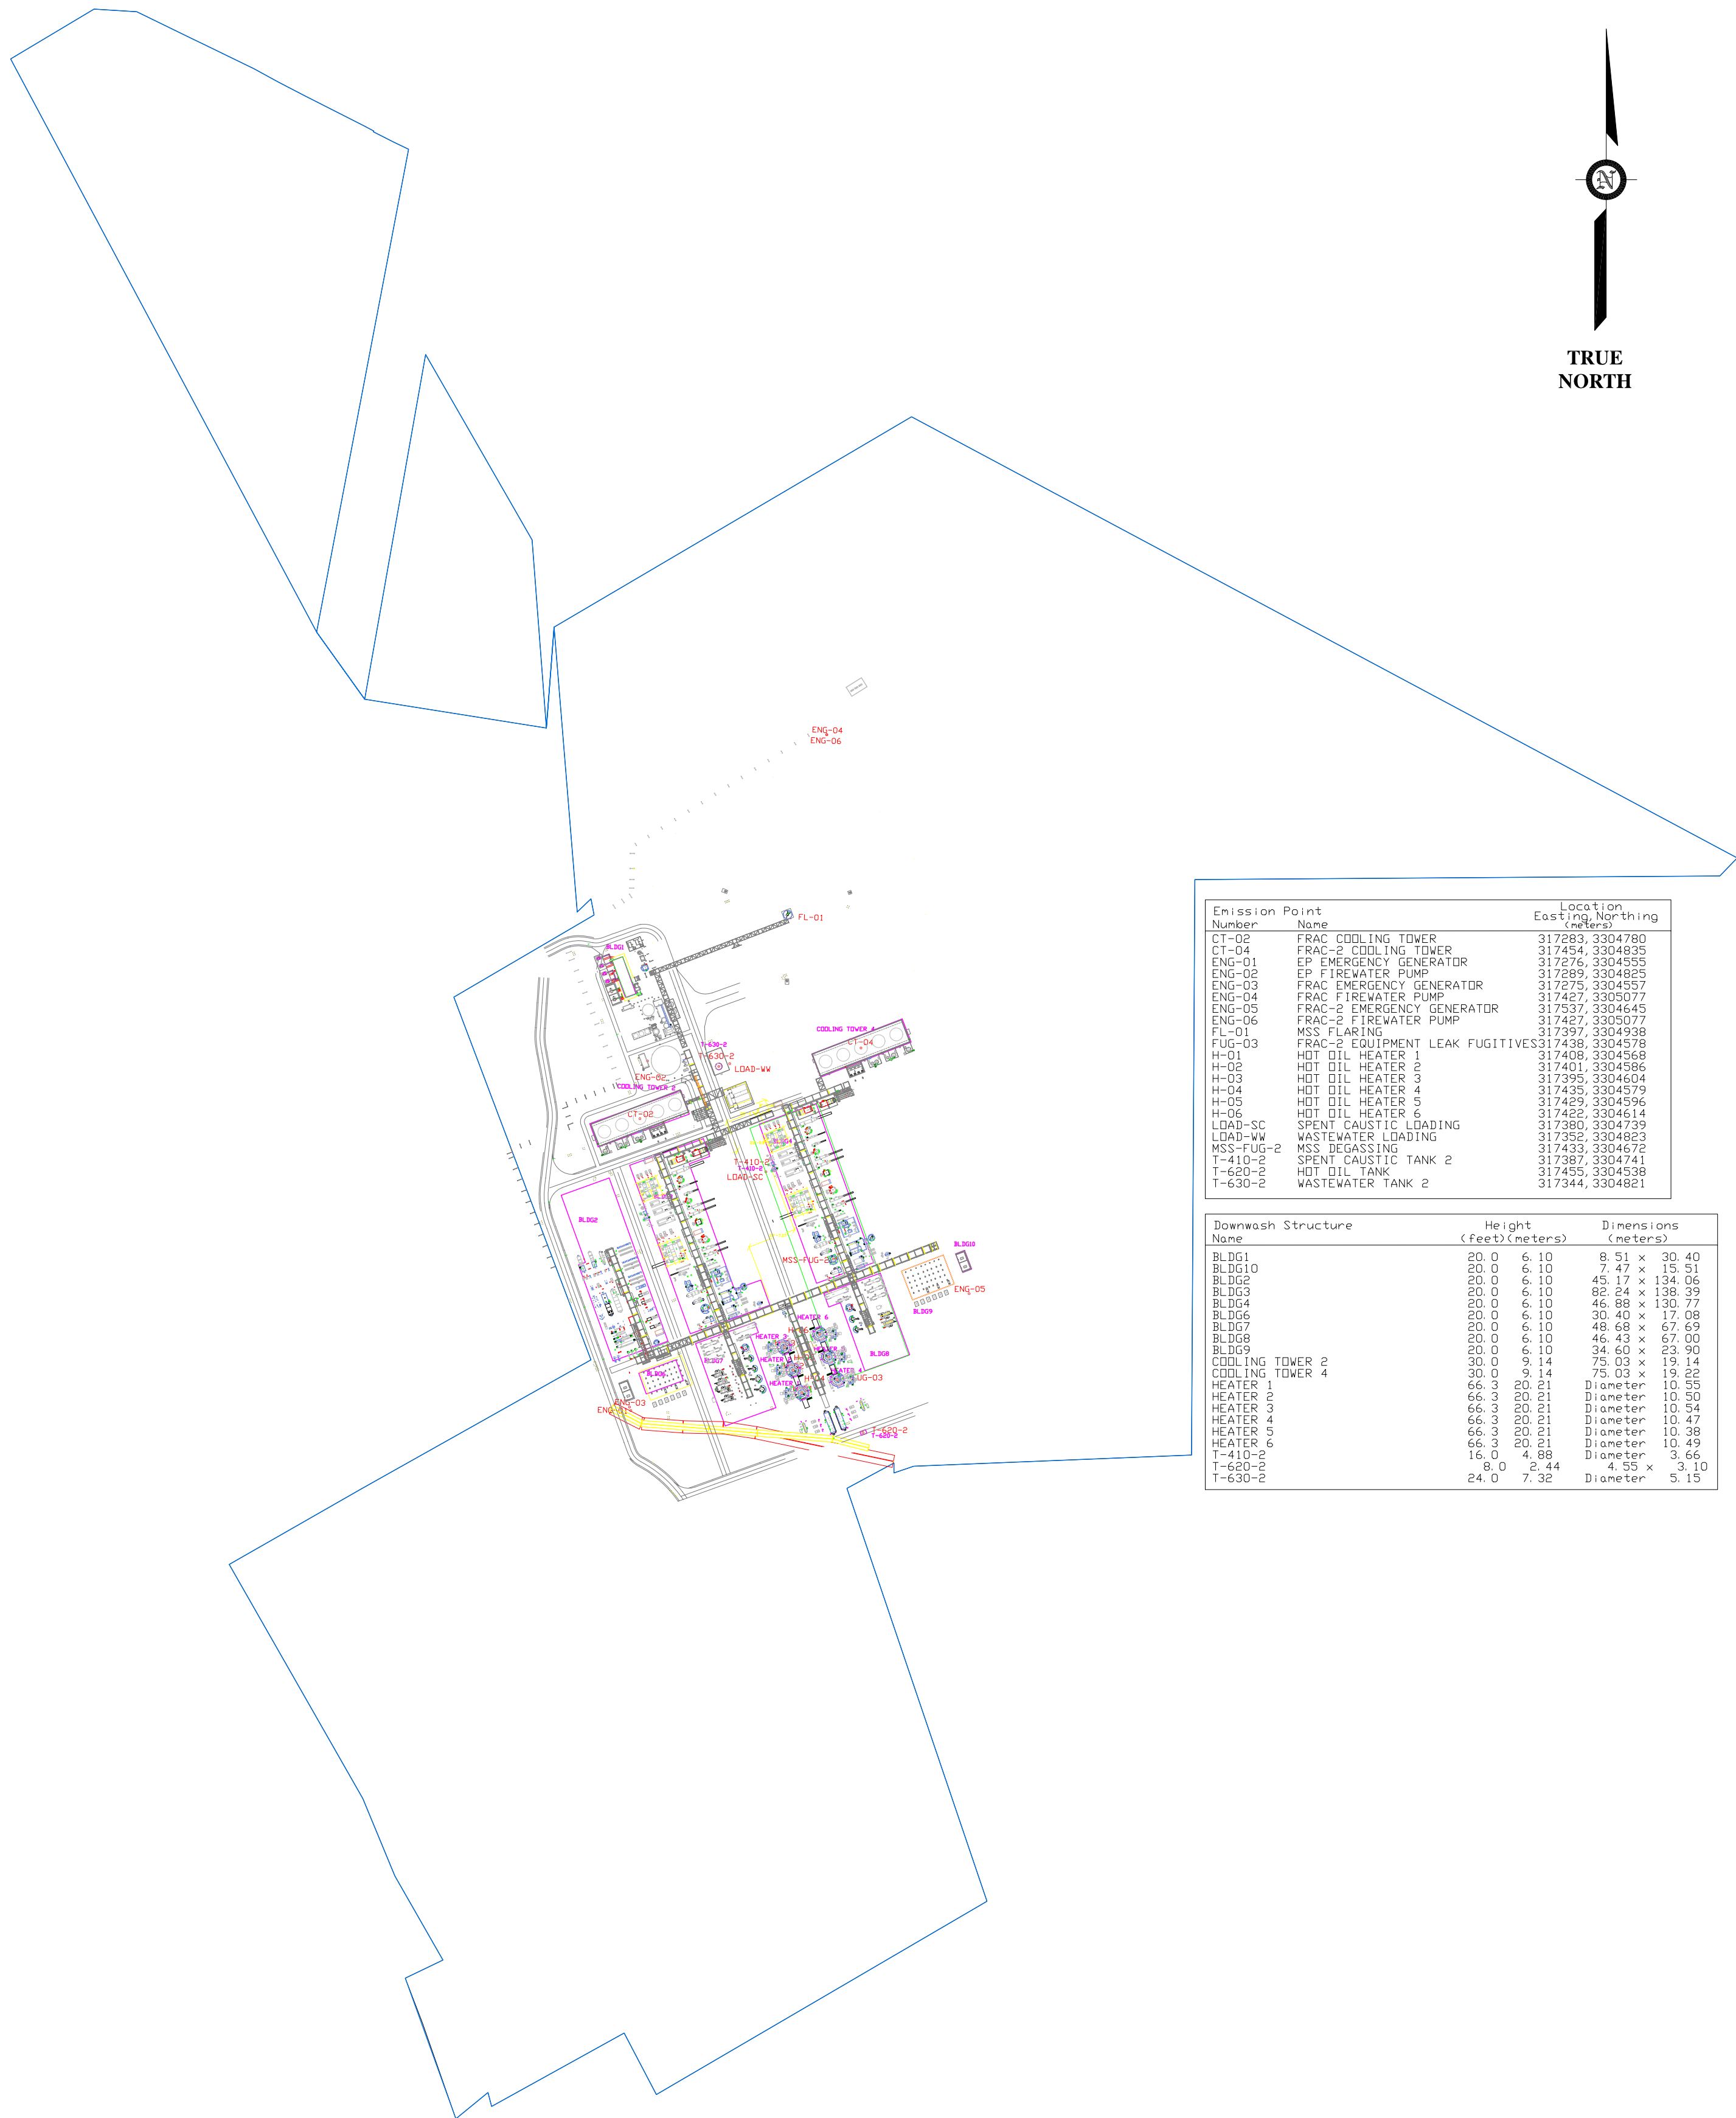 N
TRUE
NORTH
ENG-04
ENG-06
FL-01
BLDG1
COOLING TOWER 4
CT-04
T-630-2
T-630-2
LOAD-WW
ENG-02
COOLING TOWER 2
CT-02
BLDG4
T-410-2
T-410-2
LOAD-SC
BLDG3
BLDG2
BLDG10
MSS-FUG-2
ENG-05
BLDG9
HEATER 6
HEATER 3
BLDG8
BLDG7
HEATER 4
FUG-03
BLDG6
ENG-03
ENG-01
T-620-2
T-620-2
Emission Point Location
Easting, Northing
Number Name (meters)
CT-02 FRAC COOLING TOWER 317283, 3304780
CT-04 FRAC-2 COOLING TOWER 317454, 3304835
ENG-01 EP EMERGENCY GENERATOR 317276, 3304555
ENG-02 EP FIREWATER PUMP 317289, 3304825
ENG-03 FRAC EMERGENCY GENERATOR 317275, 3304557
ENG-04 FRAC FIREWATER PUMP 317427, 3305077
ENG-05 FRAC-2 EMERGENCY GENERATOR 317537, 3304645
ENG-06 FRAC-2 FIREWATER PUMP 317427, 3305077
FL-01 MSS FLARING 317397, 3304938
FUG-03 FRAC-2 EQUIPMENT LEAK FUGITIVES 317438, 3304578
H-01 HOT OIL HEATER 1 317408, 3304568
H-02 HOT OIL HEATER 2 317401, 3304586
H-03 HOT OIL HEATER 3 317395, 3304604
H-04 HOT OIL HEATER 4 317435, 3304579
H-05 HOT OIL HEATER 5 317429, 3304596
H-06 HOT OIL HEATER 6 317422, 3304614
LOAD-SC SPENT CAUSTIC LOADING 317380, 3304739
LOAD-WW WASTEWATER LOADING 317352, 3304823
MSS-FUG-2 MSS DEGASSING 317433, 3304672
T-410-2 SPENT CAUSTIC TANK 2 317387, 3304741
T-620-2 HOT OIL TANK 317455, 3304538
T-630-2 WASTEWATER TANK 2 317344, 3304821
Downwash Structure Height Dimensions
Name (feet) (meters) (meters)
BLDG1 20.0 6.10 8.51 x 30.40
BLDG10 20.0 6.10 7.47 x 15.51
BLDG2 20.0 6.10 45.17 x 134.06
BLDG3 20.0 6.10 82.24 x 138.39
BLDG4 20.0 6.10 46.88 x 130.77
BLDG6 20.0 6.10 30.40 x 17.08
BLDG7 20.0 6.10 48.68 x 67.69
BLDG8 20.0 6.10 46.43 x 67.00
BLDG9 20.0 6.10 34.60 x 23.90
COOLING TOWER 2 30.0 9.14 75.03 x 19.14
COOLING TOWER 4 30.0 9.14 75.03 x 19.22
HEATER 1 66.3 20.21 Diameter 10.55
HEATER 2 66.3 20.21 Diameter 10.50
HEATER 3 66.3 20.21 Diameter 10.54
HEATER 4 66.3 20.21 Diameter 10.47
HEATER 5 66.3 20.21 Diameter 10.38
HEATER 6 66.3 20.21 Diameter 10.49
T-410-2 16.0 4.88 Diameter 3.66
T-620-2 8.0 2.44 4.55 x 3.10
T-630-2 24.0 7.32 Diameter 5.15